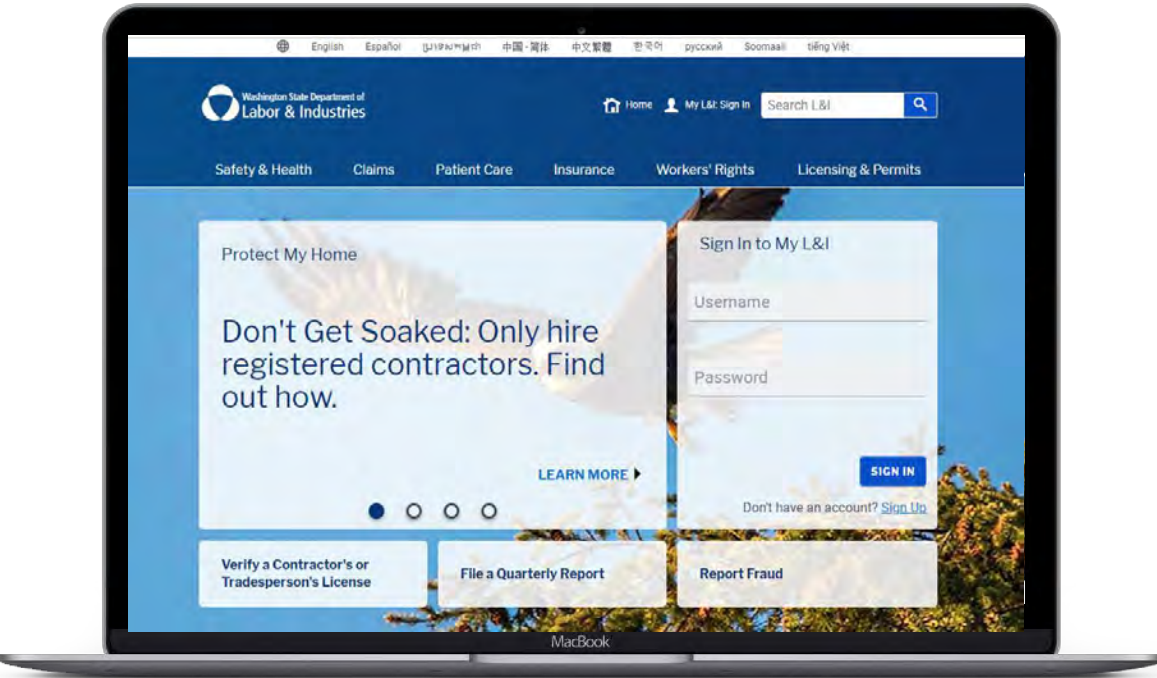 English Español 中国-简体 中文繁體 한국어 русский Soomaali tiếng Việt
Washington State Department of
Labor & Industries
Home My L&I: Sign In Search L&I
Safety & Health Claims Patient Care Insurance Workers' Rights Licensing & Permits
Protect My Home
Don't Get Soaked: Only hire
registered contractors. Find
out how.
LEARN MORE
Sign In to My L&I
Username
Password
SIGN IN
Don't have an account? Sign Up
Verify a Contractor's or
Tradesperson's License
File a Quarterly Report
Report Fraud
MacBook